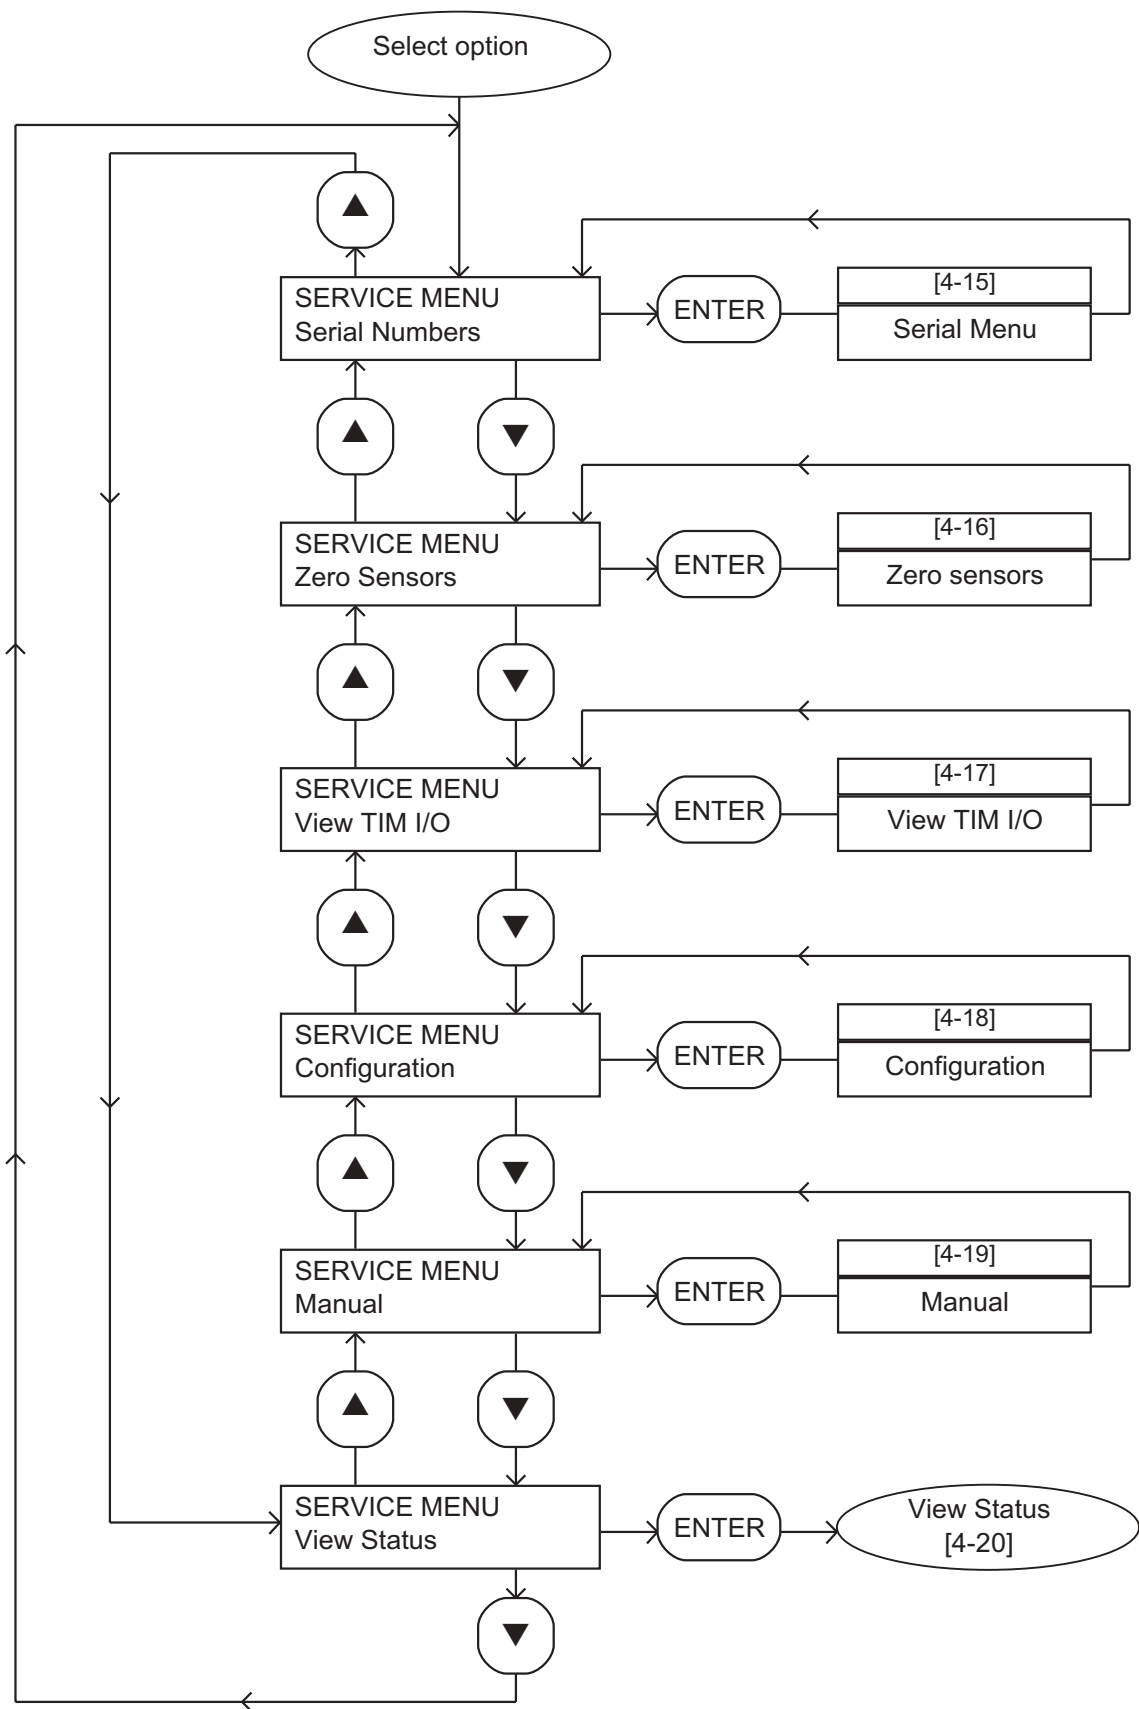 Select option
SERVICE MENU
Serial Numbers
ENTER
[4-15]
Serial Menu
SERVICE MENU
Zero Sensors
ENTER
[4-16]
Zero sensors
SERVICE MENU
View TIM I/O
ENTER
[4-17]
View TIM I/O
SERVICE MENU
Configuration
ENTER
[4-18]
Configuration
SERVICE MENU
Manual
ENTER
[4-19]
Manual
SERVICE MENU
View Status
ENTER
View Status
[4-20]